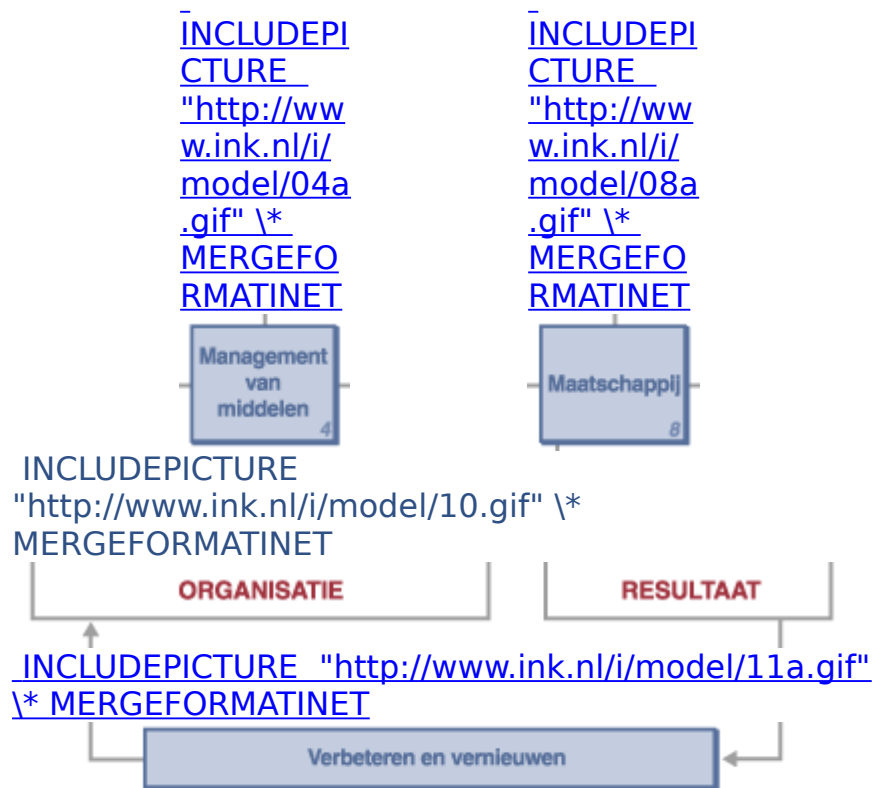 INCLUDEPI
CTURE
"http://ww
w.ink.nl/i/
model/04a
.gif" \*
MERGEFO
RMATINET
INCLUDEPI
CTURE
"http://ww
w.ink.nl/i/
model/08a
.gif" \*
MERGEFO
RMATINET
Management
van
middelen
4
Maatschappij
8
INCLUDEPICTURE
"http://www.ink.nl/i/model/10.gif" \*
MERGEFORMATINET
ORGANISATIE
RESULTAAT
INCLUDEPICTURE "http://www.ink.nl/i/model/11a.gif"
\* MERGEFORMATINET
Verbeteren en vernieuwen